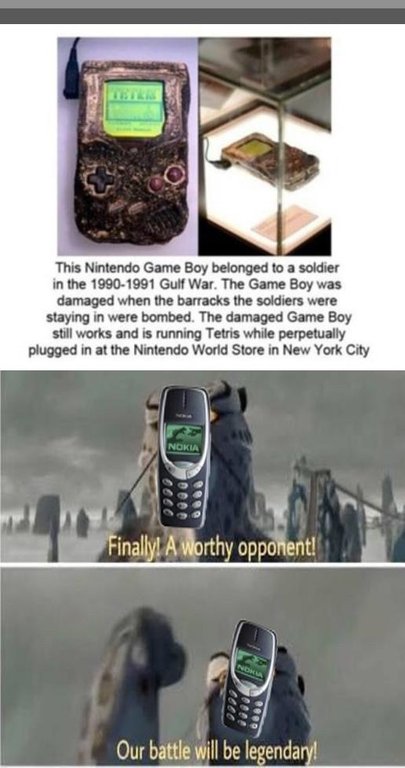 TETRIS
This Nintendo Game Boy belonged to a soldier
in the 1990-1991 Gulf War. The Game Boy was
damaged when the barracks the soldiers were
staying in were bombed. The damaged Game Boy
still works and is running Tetris while perpetually
plugged in at the Nintendo World Store in New York City
NOKIA
NOKIA
Finally! A worthy opponent!
NOKIA
Our battle will be legendary!